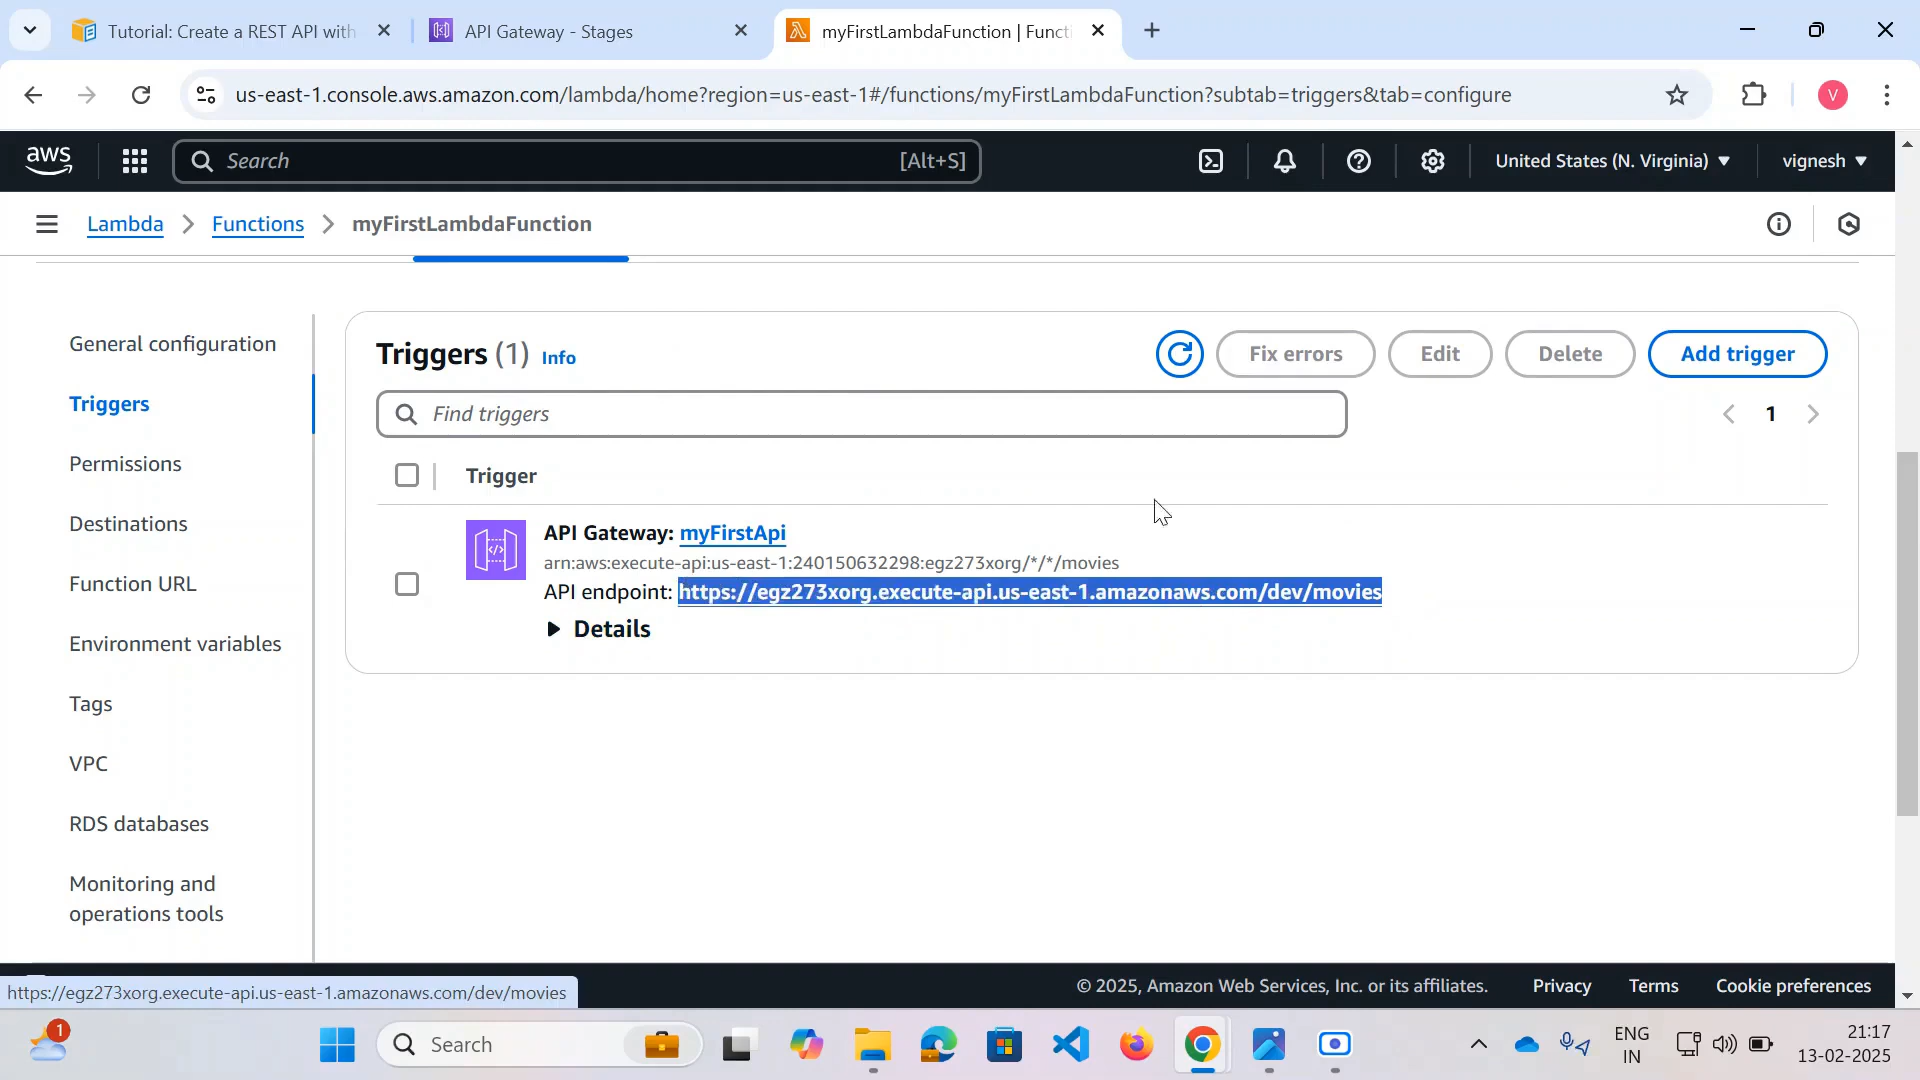 Tutorial: Create a REST API with
API Gateway - Stages
myFirstLambdaFunction | Functi
us-east-1.console.aws.amazon.com/lambda/home?region=us-east-1#/functions/myFirstLambdaFunction?subtab=triggers&tab=configure
V
aws
Search
[Alt+S]
United States (N. Virginia)
vignesh
Lambda
Functions
myFirstLambdaFunction
General configuration
Triggers
Permissions
Destinations
Function URL
Environment variables
Tags
VPC
RDS databases
Monitoring and
operations tools
Triggers (1) Info
Fix errors
Edit
Delete
Add trigger
Find triggers
1
Trigger
API Gateway: myFirstApi
arn:aws:execute-api:us-east-1:240150632298:egz273xorg/*/*/movies
API endpoint: https://egz273xorg.execute-api.us-east-1.amazonaws.com/dev/movies
Details
https://egz273xorg.execute-api.us-east-1.amazonaws.com/dev/movies
© 2025, Amazon Web Services, Inc. or its affiliates.
Privacy
Terms
Cookie preferences
1
Search
ENG
IN
21:17
13-02-2025